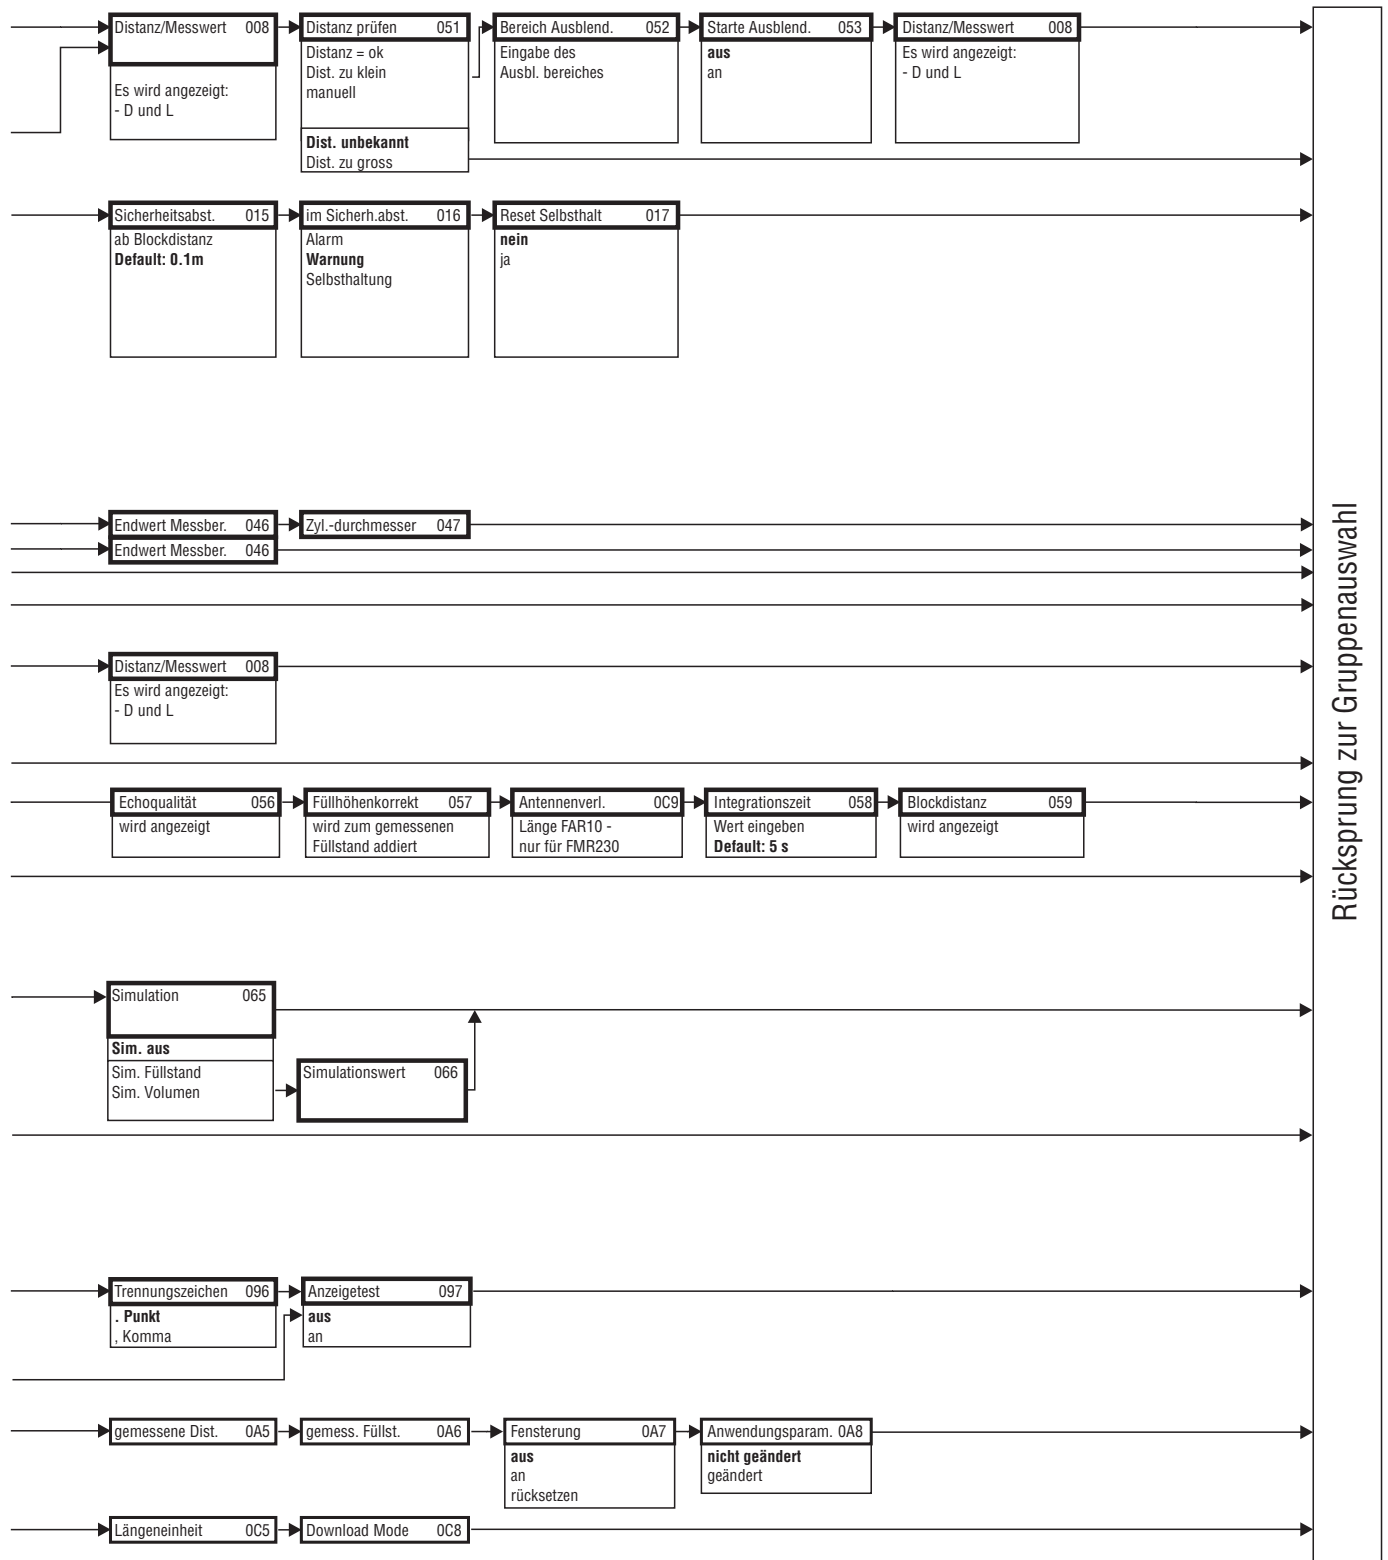 Distanz/Messwert 008
Es wird angezeigt:
- D und L
Distanz prüfen 051
Distanz = ok
Dist. zu klein
manuell
Dist. unbekannt
Dist. zu gross
Bereich Ausblend. 052
Eingabe des
Ausbl. bereiches
Starte Ausblend. 053
aus
an
Distanz/Messwert 008
Es wird angezeigt:
- D und L
Sicherheitsabst. 015
ab Blockdistanz
Default: 0.1m
im Sicherh.abst. 016
Alarm
Warnung
Selbsthaltung
Reset Selbsthalt 017
nein
ja
Endwert Messber. 046
Zyl.-durchmesser 047
Endwert Messber. 046
Distanz/Messwert 008
Es wird angezeigt:
- D und L
Echoqualität 056
wird angezeigt
Füllhöhenkorrekt 057
wird zum gemessenen
Füllstand addiert
Antennenverl. 0C9
Länge FAR10 -
nur für FMR230
Integrationszeit 058
Wert eingeben
Default: 5 s
Blockdistanz 059
wird angezeigt
Simulation 065
Sim. aus
Sim. Füllstand
Sim. Volumen
Simulationswert 066
Trennungszeichen 096
. Punkt
, Komma
Anzeigetest 097
aus
an
gemessene Dist. 0A5
gemess. Füllst. 0A6
Fensterung 0A7
aus
an
rücksetzen
Anwendungsparam. 0A8
nicht geändert
geändert
Längeneinheit 0C5
Download Mode 0C8
Rücksprung zur Gruppenauswahl